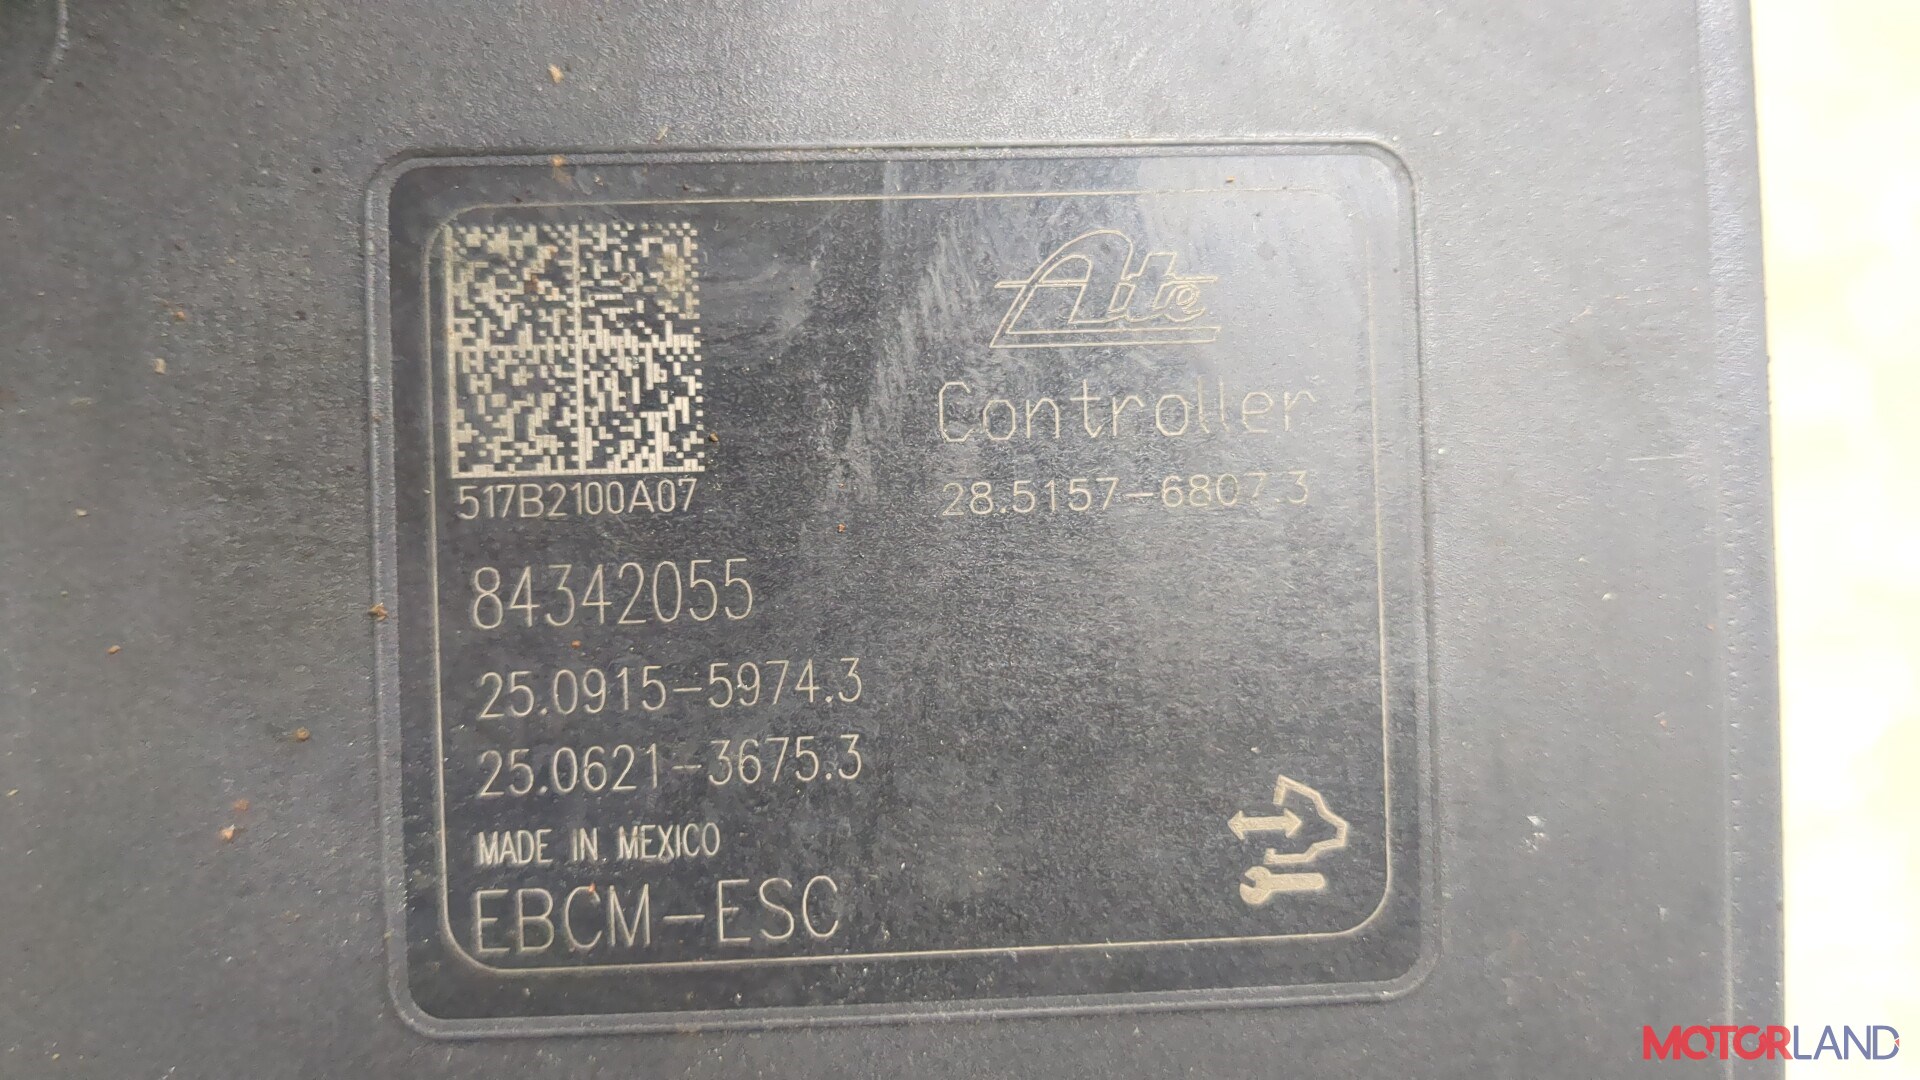 Ate
Controller
28.5157-6807.3
517B2100A07
84342055
25.0915-5974.3
25.0621-3675.3
MADE IN MEXICO
EBCM-ESC
MOTORLAND